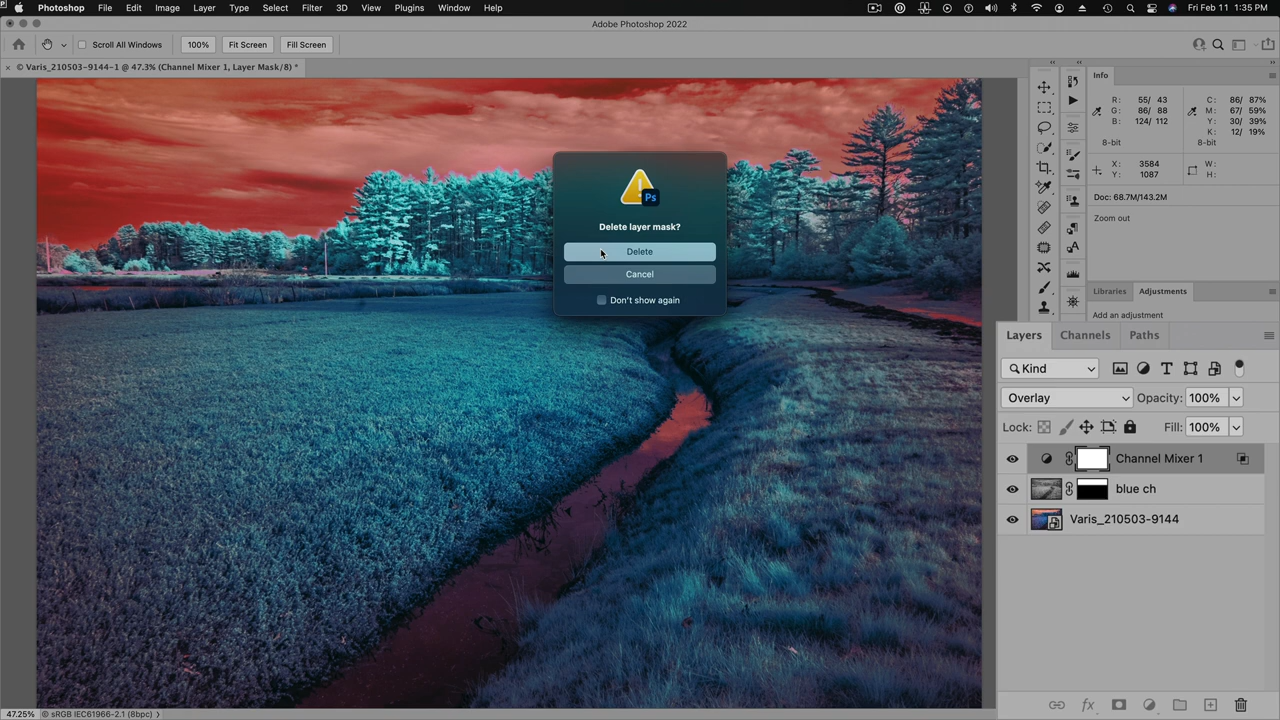 Photoshop File Edit Image Layer Type Select Filter 3D View Plugins Window Help Fri Feb 11 1:35 PM
Adobe Photoshop 2022
Scroll All Windows 100% Fit Screen Fill Screen
× © Varis_210503-9144-1 @ 47.3% (Channel Mixer 1, Layer Mask/8) *
Info
R: 55/ 43 C: 86/ 87%
G: 86/ 88 M: 67/ 59%
B: 124/ 112 Y: 30/ 39%
K: 12/ 19%
8-bit 8-bit
X: 3584 W:
Y: 1087 H:
Doc: 68.7M/143.2M
Zoom out
Ps
Delete layer mask?
Delete
Cancel
Don't show again
Libraries Adjustments
Add an adjustment
Layers Channels Paths
Kind
Overlay Opacity: 100%
Lock: Fill: 100%
Channel Mixer 1
blue ch
Varis_210503-9144
fx
47.25% © sRGB IEC61966-2.1 (8bpc)